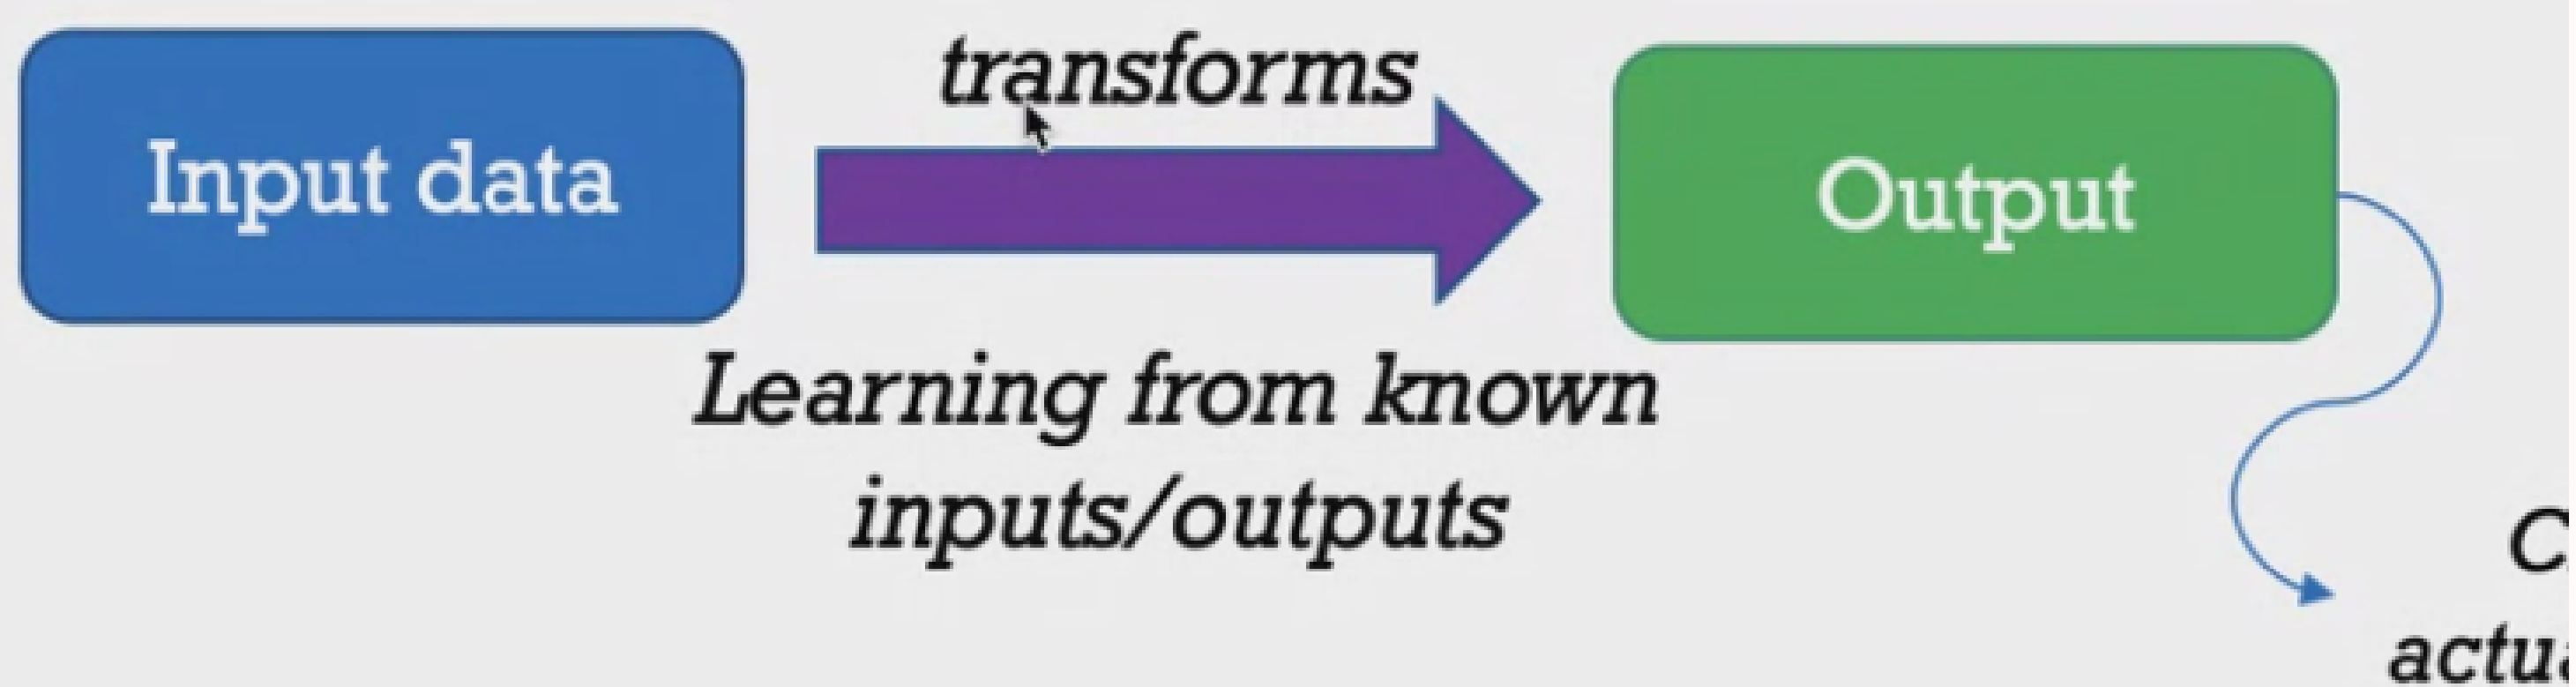 transforms
Input data
Output
Learning from known
inputs/outputs